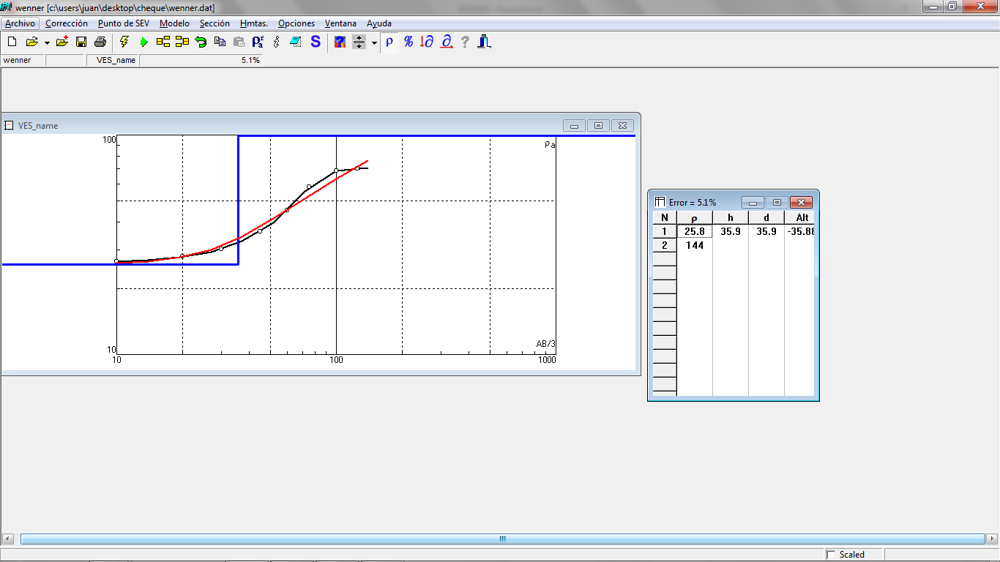 wenner [c:\users\juan\desktop\cheque\wenner.dat]
Archivo Corrección Punto de SEV Modelo Sección Hmtas. Opciones Ventana Ayuda
S ρ % ↓∂ ∂ ?
wenner VES_name 5.1%
VES_name
100 ρa
10 AB/3
10 100 1000
Error = 5.1%
N ρ h d Alt
1 25.8 35.9 35.9 -35.88
2 144
Scaled